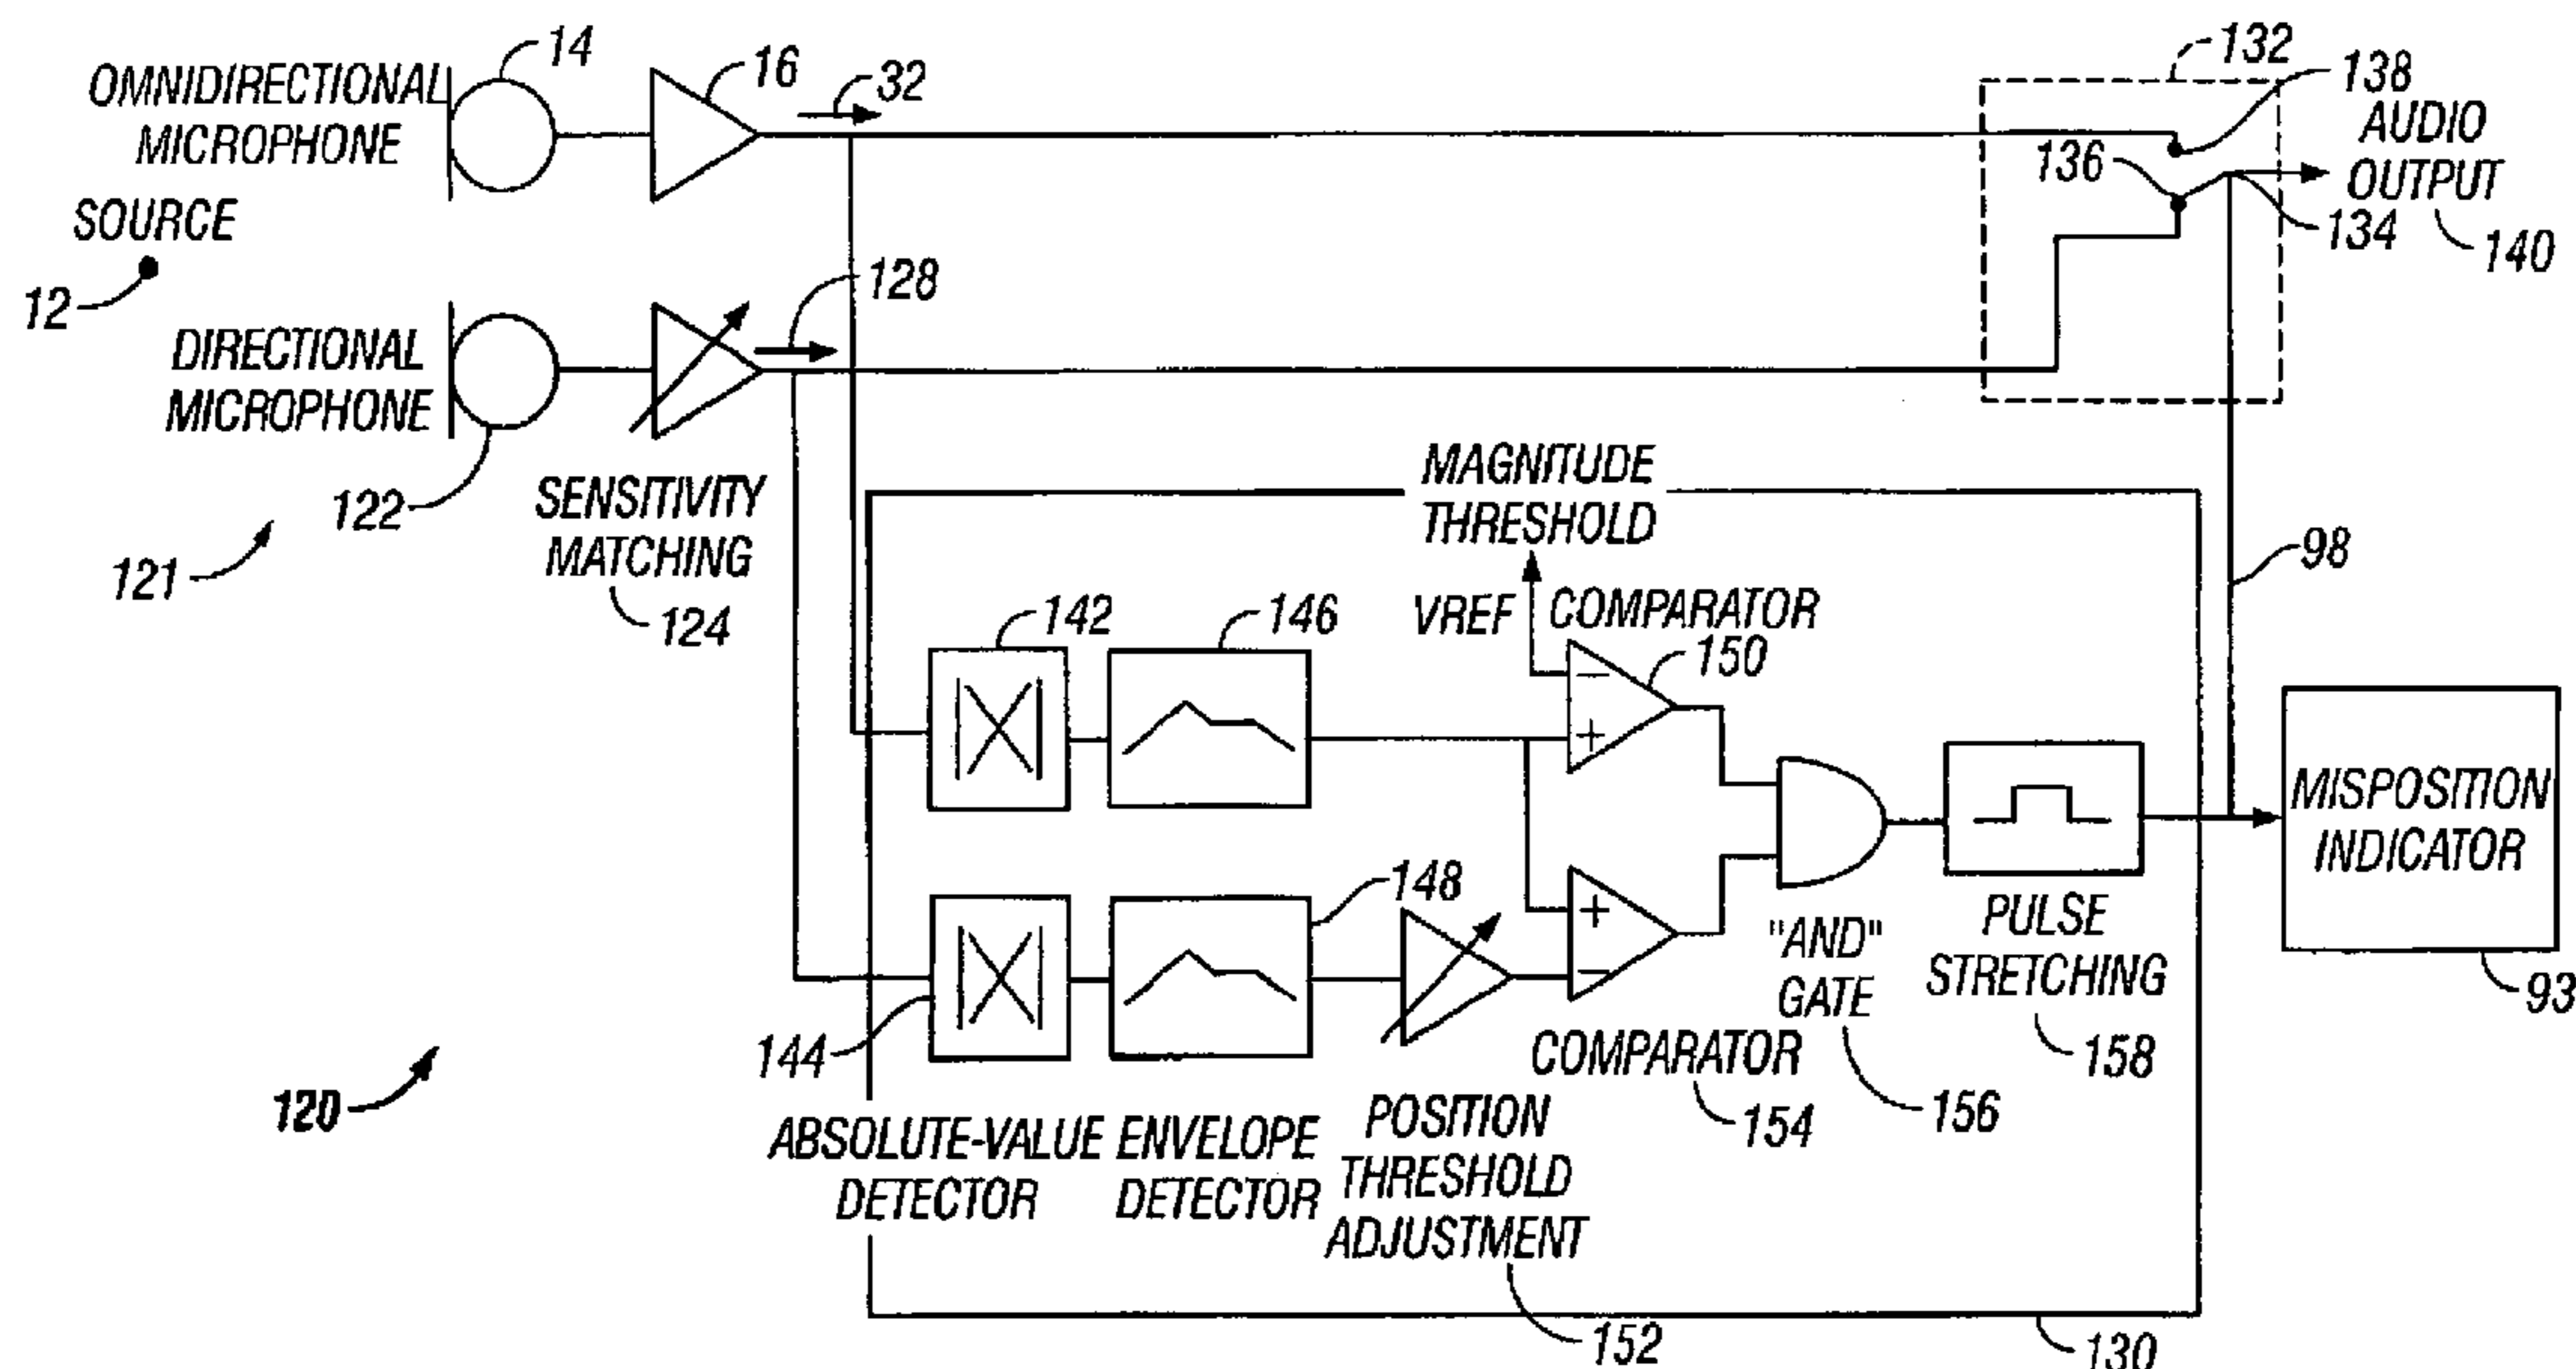 OMNIDIRECTIONAL
MICROPHONE
14
16
32
132
138
AUDIO
OUTPUT
140
136
134
SOURCE
12
128
DIRECTIONAL
MICROPHONE
122
121
SENSITIVITY
MATCHING
124
MAGNITUDE
THRESHOLD
VREF
COMPARATOR
150
98
142
146
−
+
MISPOSITION
INDICATOR
93
148
+
−
"AND"
GATE
156
PULSE
STRETCHING
158
144
COMPARATOR
154
120
ABSOLUTE-VALUE
DETECTOR
ENVELOPE
DETECTOR
POSITION
THRESHOLD
ADJUSTMENT
152
130